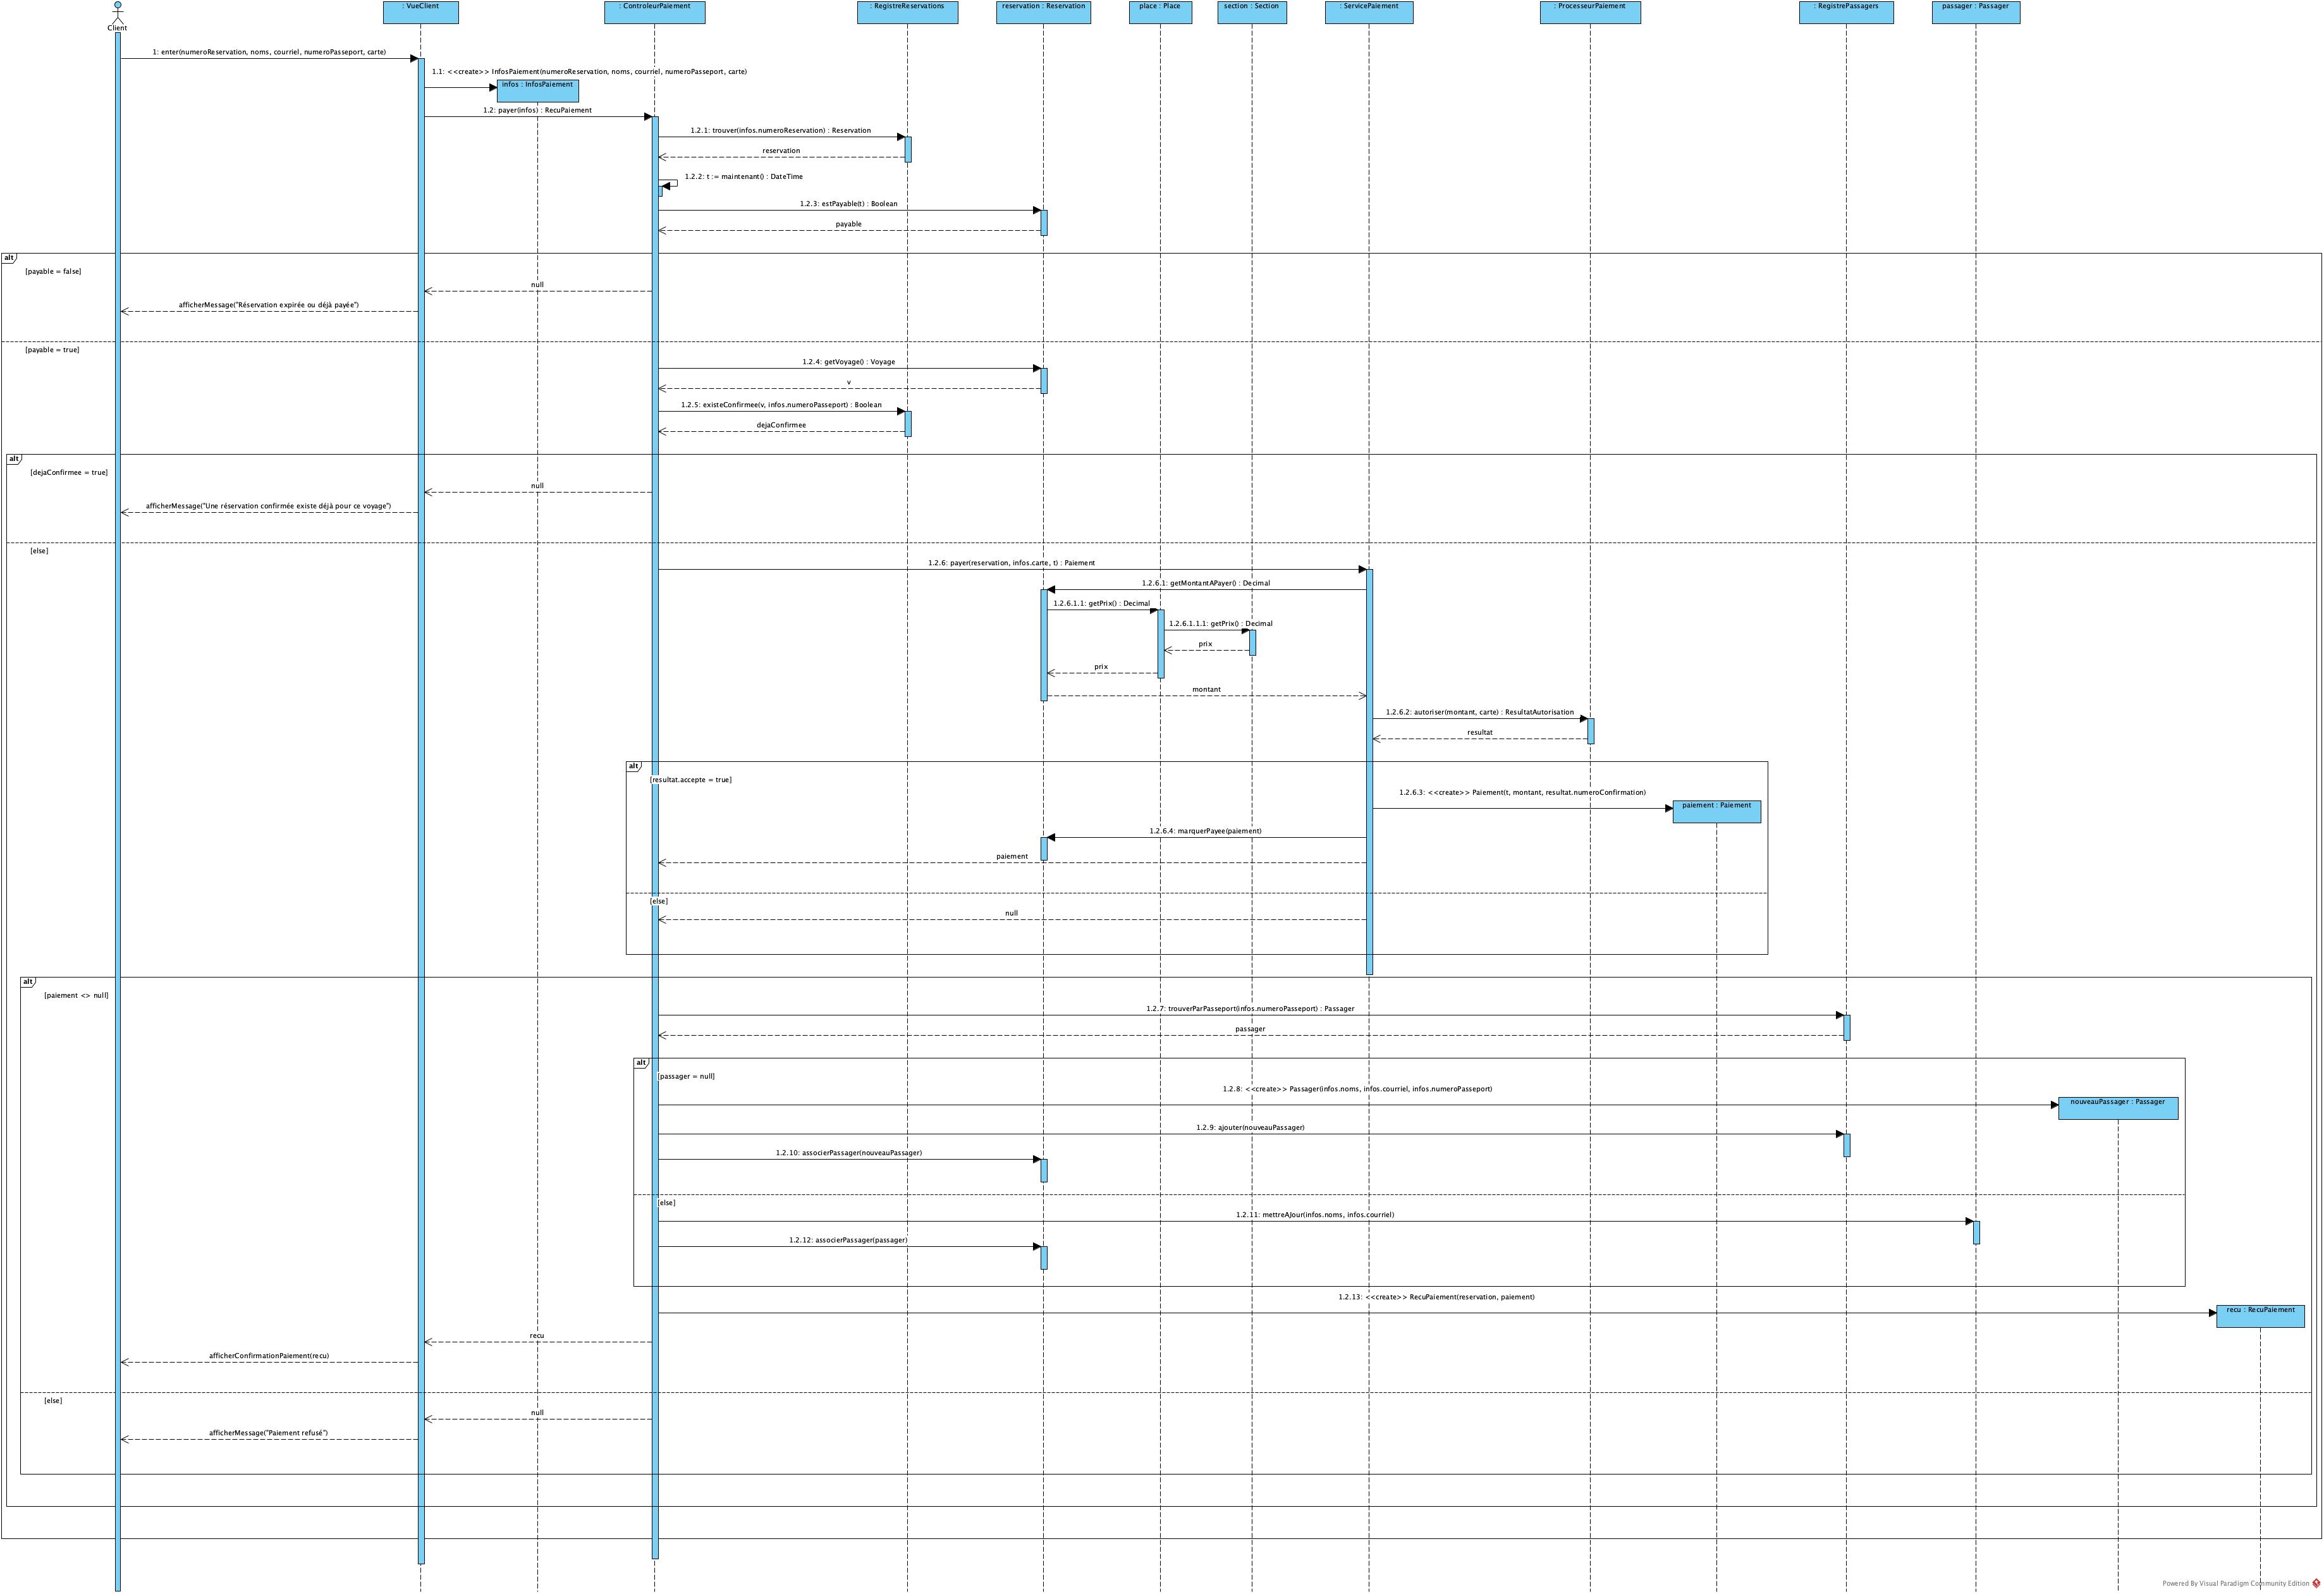 : VueClient
: ControleurPaiement
: RegistreReservations
reservation : Reservation
place : Place
section : Section
: ServicePaiement
: ProcesseurPaiement
: RegistrePassagers
passager : Passager
Client
1: enter(numeroReservation, noms, courriel, numeroPasseport, carte)
1.1: <<create>> InfosPaiement(numeroReservation, noms, courriel, numeroPasseport, carte)
infos : InfosPaiement
1.2: payer(infos) : RecuPaiement
1.2.1: trouver(infos.numeroReservation) : Reservation
reservation
1.2.2: t := maintenant() : DateTime
1.2.3: estPayable(t) : Boolean
payable
alt
[payable = false]
null
afficherMessage("Réservation expirée ou déjà payée")
[payable = true]
1.2.4: getVoyage() : Voyage
v
1.2.5: existeConfirmee(v, infos.numeroPasseport) : Boolean
dejaConfirmee
alt
[dejaConfirmee = true]
null
afficherMessage("Une réservation confirmée existe déjà pour ce voyage")
[else]
1.2.6: payer(reservation, infos.carte, t) : Paiement
1.2.6.1: getMontantAPayer() : Decimal
1.2.6.1.1: getPrix() : Decimal
1.2.6.1.1.1: getPrix() : Decimal
prix
prix
montant
1.2.6.2: autoriser(montant, carte) : ResultatAutorisation
resultat
alt
[resultat.accepte = true]
1.2.6.3: <<create>> Paiement(t, montant, resultat.numeroConfirmation)
paiement : Paiement
1.2.6.4: marquerPayee(paiement)
paiement
[else]
null
alt
[paiement <> null]
1.2.7: trouverParPasseport(infos.numeroPasseport) : Passager
passager
alt
[passager = null]
1.2.8: <<create>> Passager(infos.noms, infos.courriel, infos.numeroPasseport)
nouveauPassager : Passager
1.2.9: ajouter(nouveauPassager)
1.2.10: associerPassager(nouveauPassager)
[else]
1.2.11: mettreAJour(infos.noms, infos.courriel)
1.2.12: associerPassager(passager)
1.2.13: <<create>> RecuPaiement(reservation, paiement)
recu : RecuPaiement
recu
afficherConfirmationPaiement(recu)
[else]
null
afficherMessage("Paiement refusé")
Powered By Visual Paradigm Community Edition